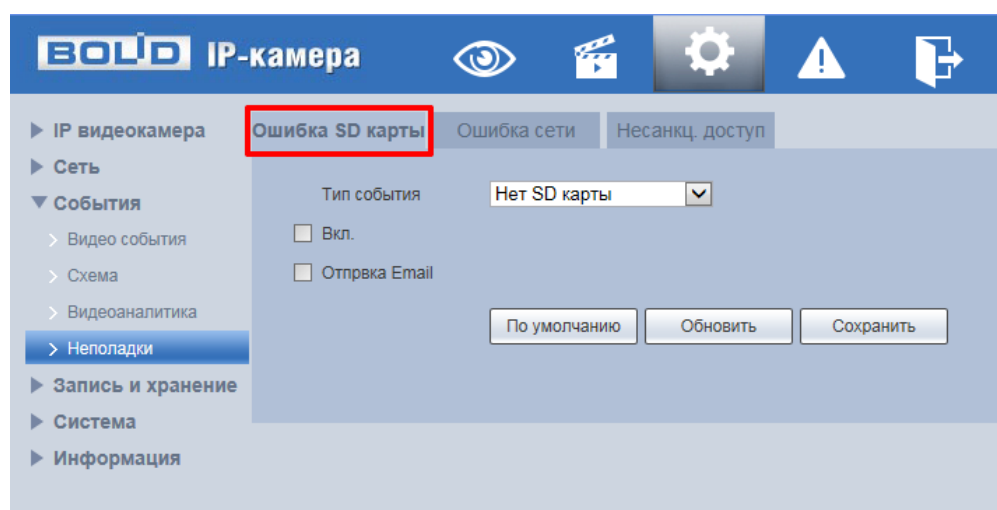 BOLID IP-камера
IP видеокамера
Сеть
События
Видео события
Схема
Видеоаналитика
Неполадки
Запись и хранение
Система
Информация
Ошибка SD карты Ошибка сети Несанкц. доступ
Тип события Нет SD карты
Вкл.
Отпрвка Email
По умолчанию Обновить Сохранить